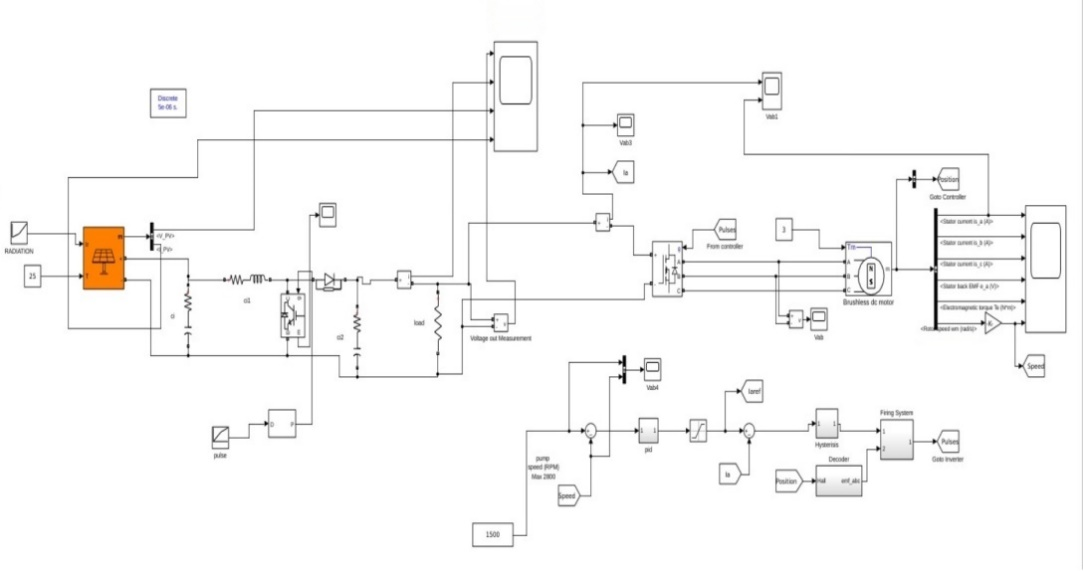 Discrete
5e-06 s.
RADIATION
25
<V_PV>
ci
ci1
ci2
load
Voltage out Measurement
pulse
D
P
Vab1
Vab3
Ia
Pulses
From controller
A
B
C
3
Tm
A
B
C
m
N
S
Brushless dc motor
Vab
Position
Goto Controller
<Stator current is_a (A)>
<Stator current is_b (A)>
<Stator current is_c (A)>
<Stator back EMF e_a (V)>
<Electromagnetic torque Te (N*m)>
<Rotor speed wm (rad/s)>
Speed
Vab4
Iaref
pump
speed (RPM)
Max 2800
Speed
1500
pid
Ia
Hysterisis
Firing System
Pulses
Goto Inverter
Decoder
Position
emf_abc